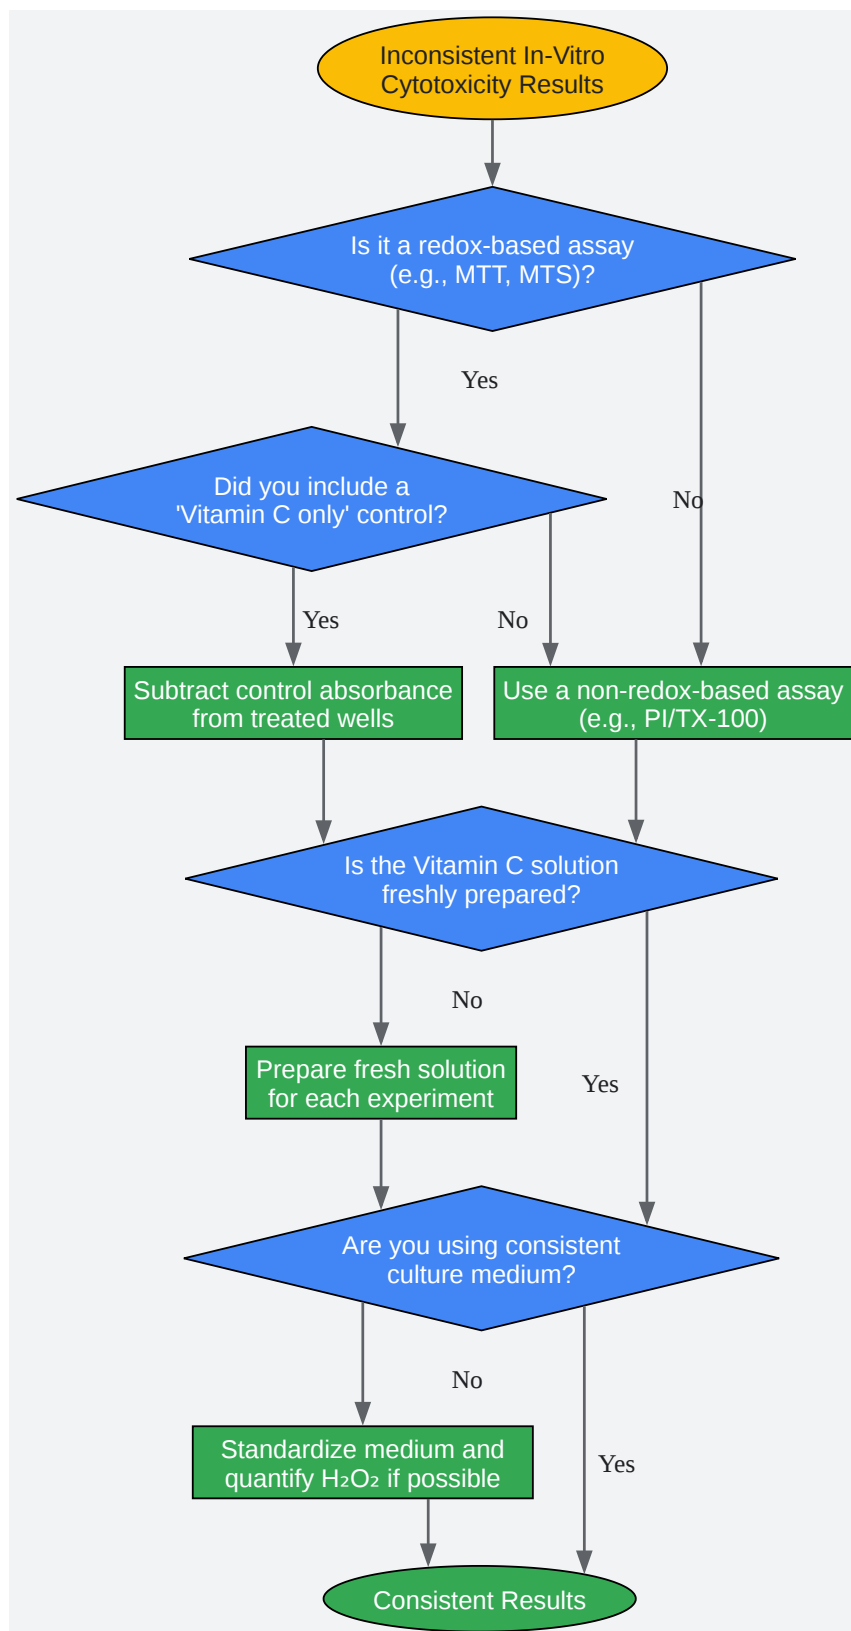 Inconsistent In-Vitro
Cytotoxicity Results
Is it a redox-based assay
(e.g., MTT, MTS)?
Yes
Did you include a
'Vitamin C only' control?
No
Yes
No
Subtract control absorbance
from treated wells
Use a non-redox-based assay
(e.g., PI/TX-100)
Is the Vitamin C solution
freshly prepared?
No
Prepare fresh solution
for each experiment
Yes
Are you using consistent
culture medium?
No
Standardize medium and
quantify H₂O₂ if possible
Yes
Consistent Results